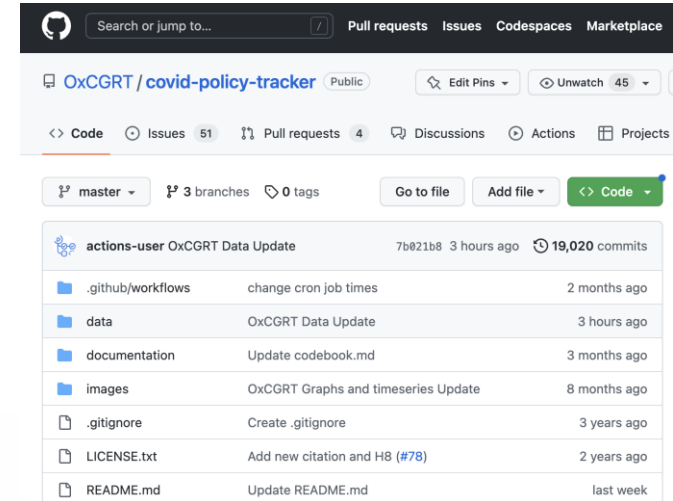 Search or jump to... / Pull requests Issues Codespaces Marketplace
OxCGRT / covid-policy-tracker Public Edit Pins Unwatch 45
<> Code Issues 51 Pull requests 4 Discussions Actions Projects
master 3 branches 0 tags Go to file Add file <> Code
actions-user OxCGRT Data Update 7b021b8 3 hours ago 19,020 commits
.github/workflows change cron job times 2 months ago
data OxCGRT Data Update 3 hours ago
documentation Update codebook.md 3 months ago
images OxCGRT Graphs and timeseries Update 8 months ago
.gitignore Create .gitignore 3 years ago
LICENSE.txt Add new citation and H8 (#78) 2 years ago
README.md Update README.md last week